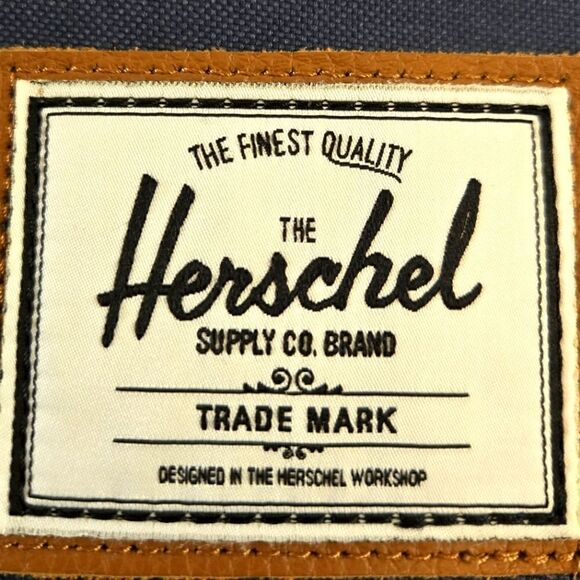 THE FINEST QUALITY
THE
Herschel
SUPPLY CO. BRAND
TRADE MARK
DESIGNED IN THE HERSCHEL WORKSHOP